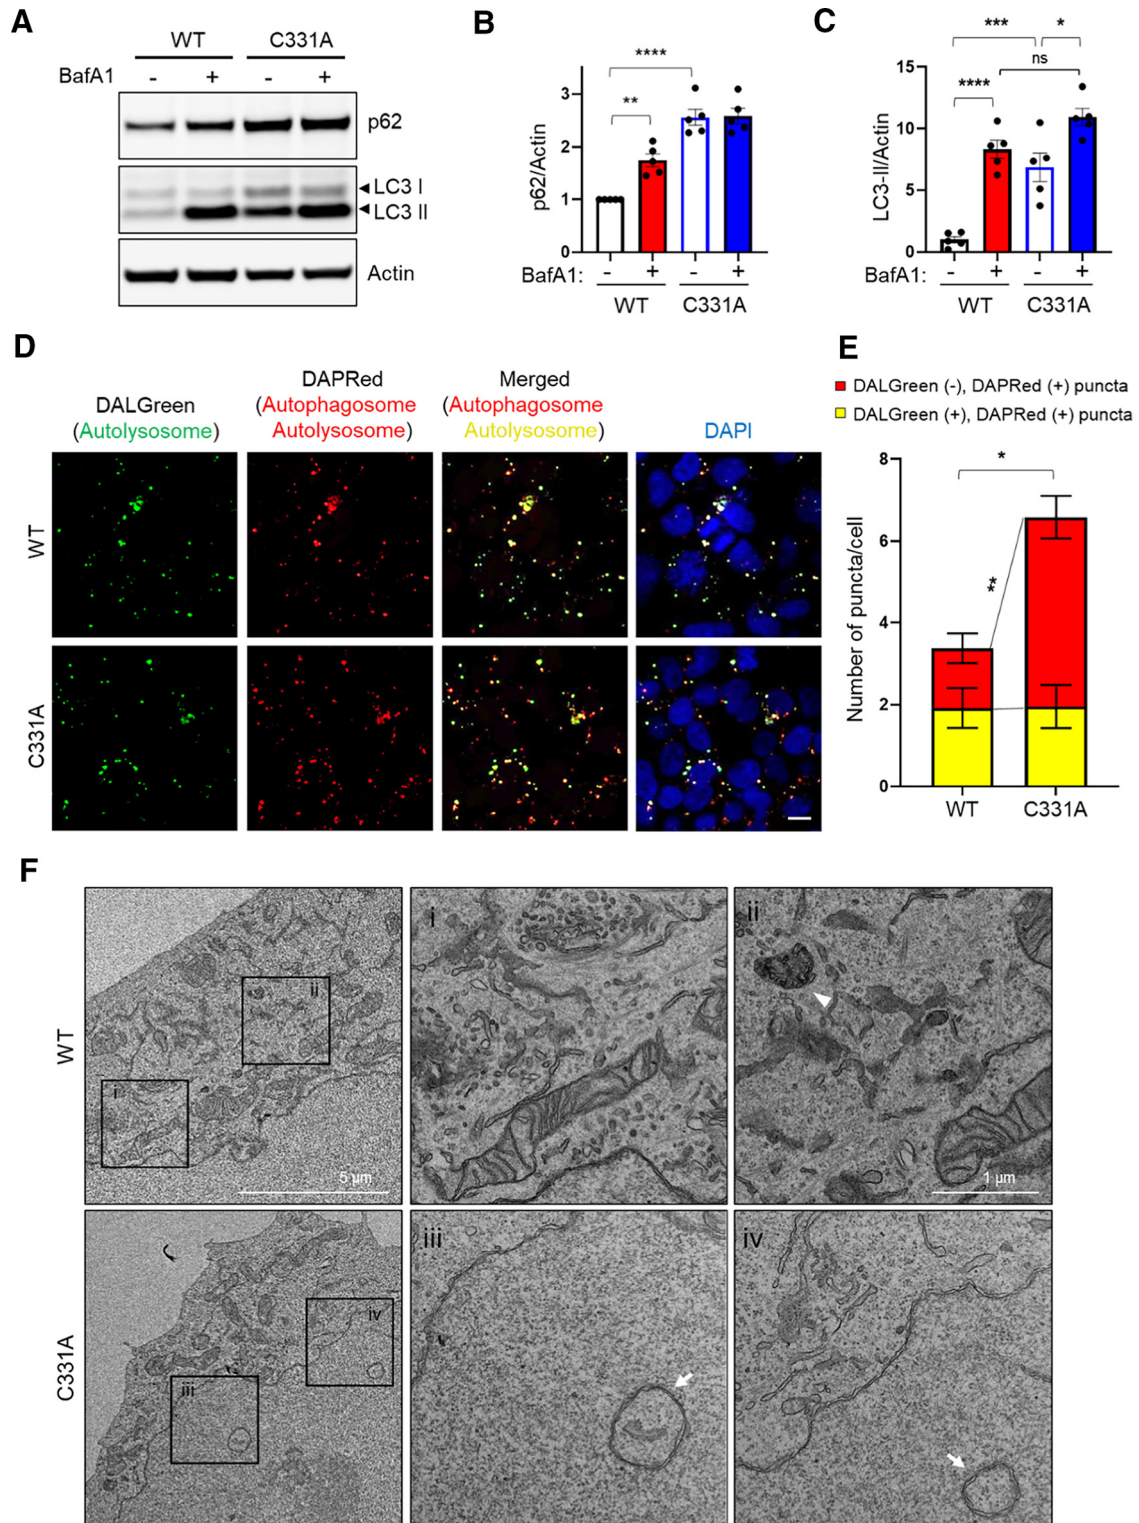 A
WT
C331A
BafA1
-
+
-
+
p62
LC3 I
LC3 II
Actin
B
****
**
3
2
1
0
p62/Actin
BafA1:
-
+
-
+
WT
C331A
C
***
*
ns
****
15
10
5
0
LC3-II/Actin
BafA1:
-
+
-
+
WT
C331A
D
DALGreen
(Autolysosome)
DAPRed
(Autophagosome
Autolysosome)
Merged
(Autophagosome
Autolysosome)
DAPI
WT
C331A
E
DALGreen (-), DAPRed (+) puncta
DALGreen (+), DAPRed (+) puncta
8
6
4
2
0
Number of puncta/cell
*
**
WT
C331A
F
WT
i
ii
5 µm
i
ii
1 µm
C331A
iii
iv
iii
iv